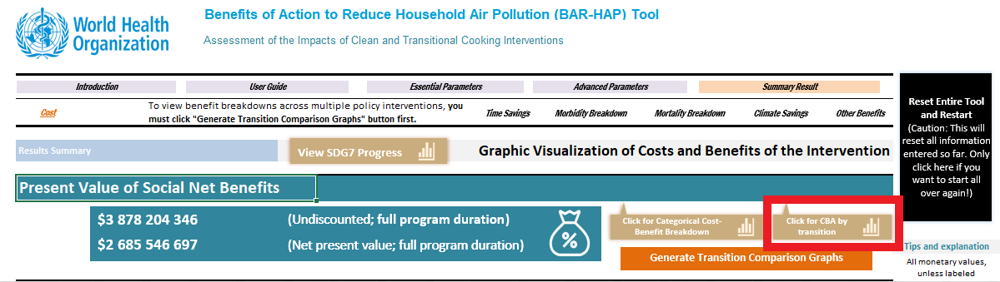 World Health
Organization
Benefits of Action to Reduce Household Air Pollution (BAR-HAP) Tool
Assessment of the Impacts of Clean and Transitional Cooking Interventions
Introduction
User Guide
Essential Parameters
Advanced Parameters
Summary Result
Cost
To view benefit breakdowns across multiple policy interventions, you
must click "Generate Transition Comparison Graphs" button first.
Time Savings
Morbidity Breakdown
Mortality Breakdown
Climate Savings
Other Benefits
Reset Entire Tool
and Restart
(Caution: This will
reset all information
entered so far. Only
click here if you
want to start all
over again!)
Results Summary
View SDG7 Progress
Graphic Visualization of Costs and Benefits of the Intervention
Present Value of Social Net Benefits
$3 878 204 346
(Undiscounted; full program duration)
$2 685 546 697
(Net present value; full program duration)
%
Click for Categorical Cost-
Benefit Breakdown
Click for CBA by
transition
Generate Transition Comparison Graphs
Tips and explanation
All monetary values,
unless labeled